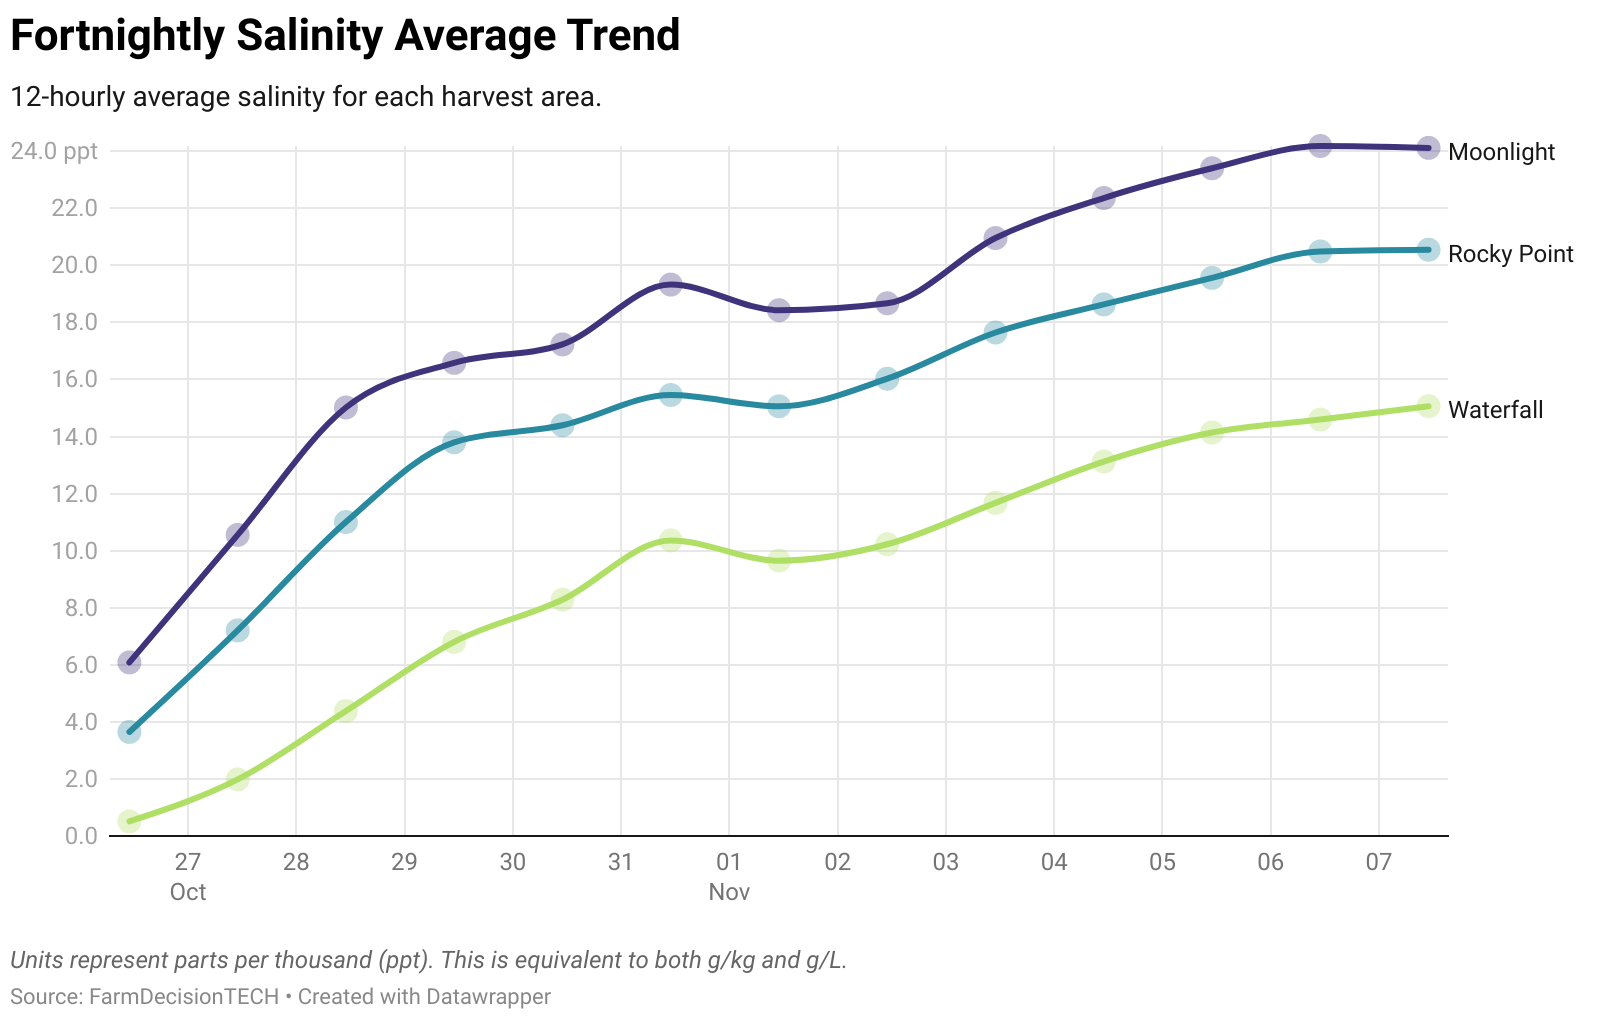 Fortnightly Salinity Average Trend
12-hourly average salinity for each harvest area.
24.0 ppt
22.0
20.0
18.0
16.0
14.0
12.0
10.0
8.0
6.0
4.0
2.0
0.0
Moonlight
Rocky Point
Waterfall
27 28 29 30 31 01 02 03 04 05 06 07
Oct Nov
Units represent parts per thousand (ppt). This is equivalent to both g/kg and g/L.
Source: FarmDecisionTECH • Created with Datawrapper